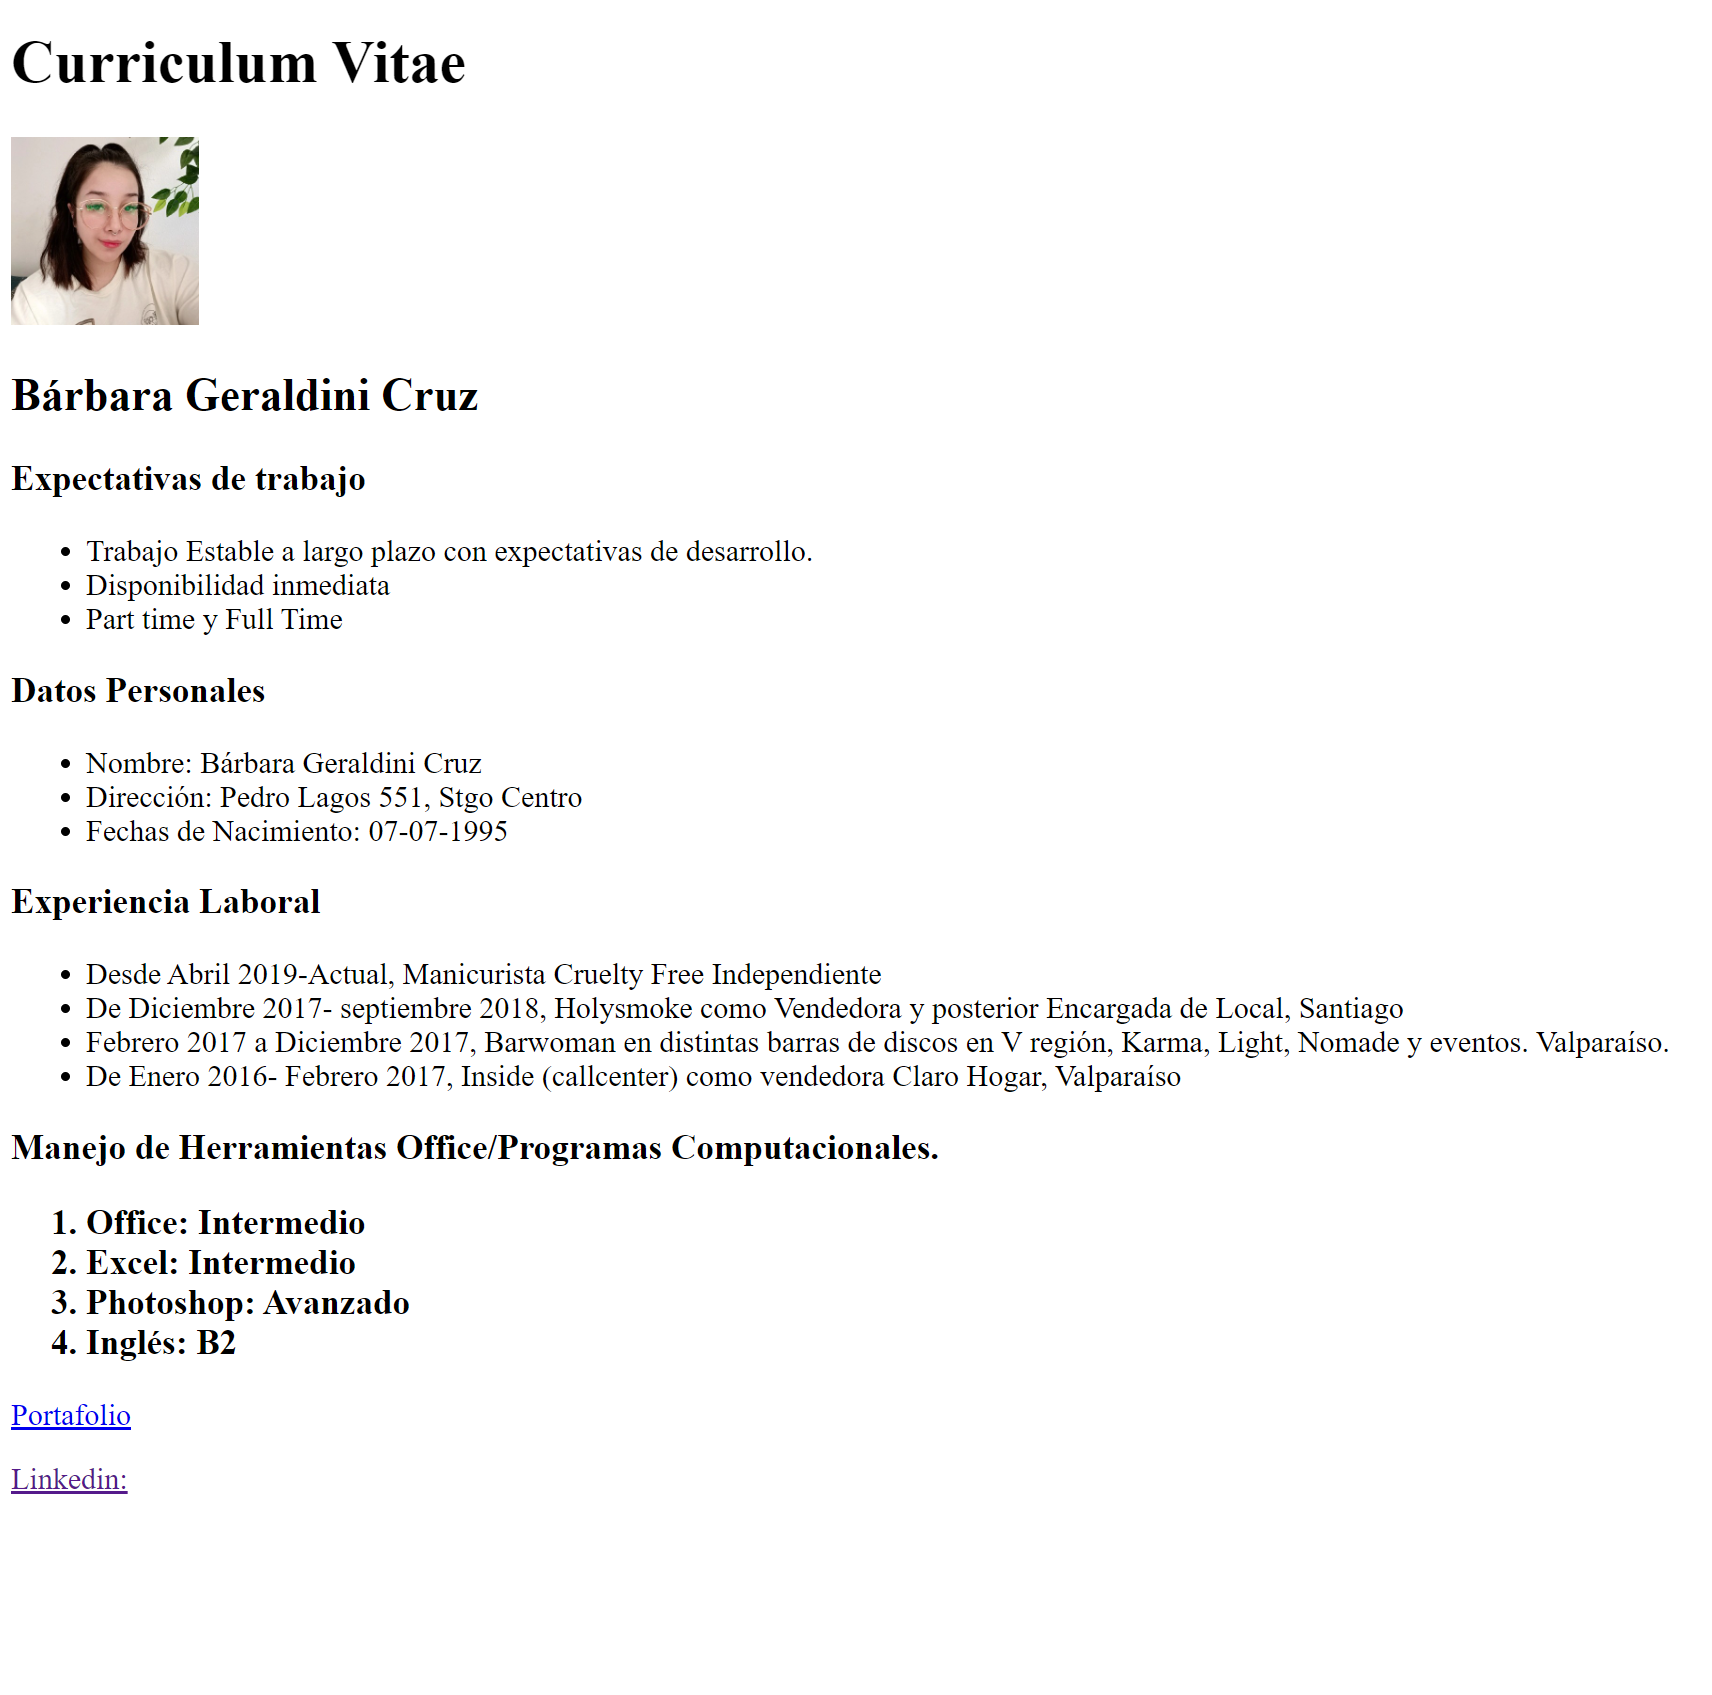 Curriculum Vitae
Bárbara Geraldini Cruz
Expectativas de trabajo
• Trabajo Estable a largo plazo con expectativas de desarrollo.
• Disponibilidad inmediata
• Part time y Full Time
Datos Personales
• Nombre: Bárbara Geraldini Cruz
• Dirección: Pedro Lagos 551, Stgo Centro
• Fechas de Nacimiento: 07-07-1995
Experiencia Laboral
• Desde Abril 2019-Actual, Manicurista Cruelty Free Independiente
• De Diciembre 2017- septiembre 2018, Holysmoke como Vendedora y posterior Encargada de Local, Santiago
• Febrero 2017 a Diciembre 2017, Barwoman en distintas barras de discos en V región, Karma, Light, Nomade y eventos. Valparaíso.
• De Enero 2016- Febrero 2017, Inside (callcenter) como vendedora Claro Hogar, Valparaíso
Manejo de Herramientas Office/Programas Computacionales.
1. Office: Intermedio
2. Excel: Intermedio
3. Photoshop: Avanzado
4. Inglés: B2
Portafolio
Linkedin: